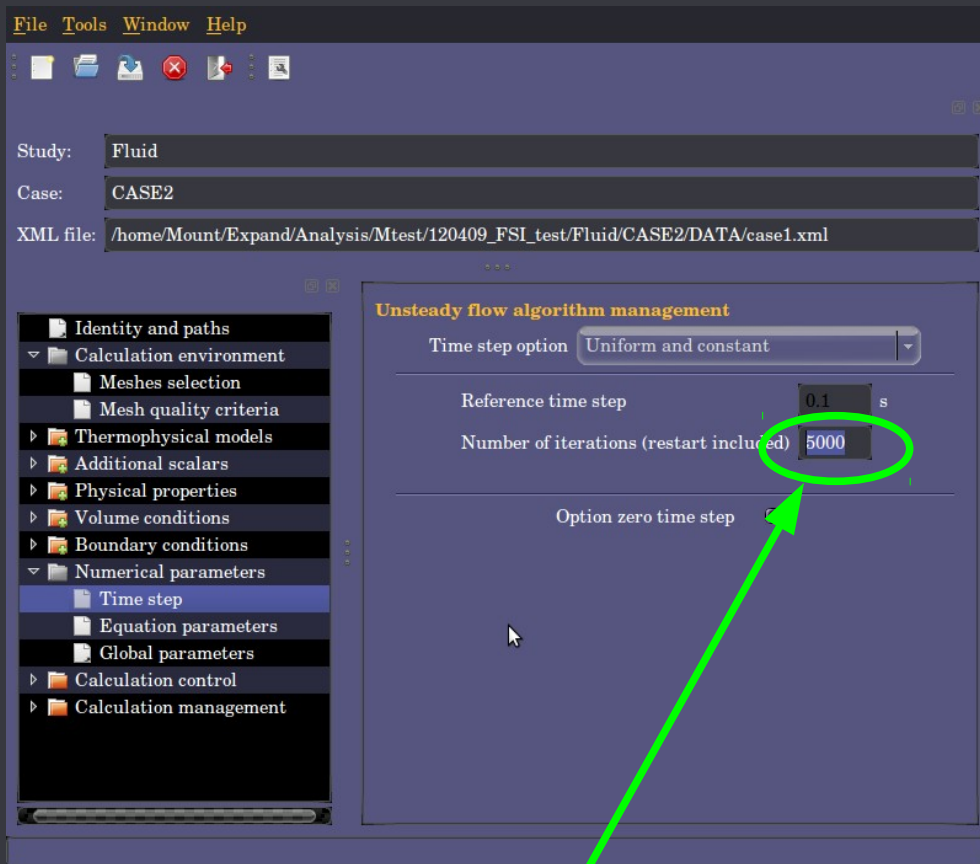 File Tools Window Help
Study: Fluid
Case: CASE2
XML file: /home/Mount/Expand/Analysis/Mtest/120409_FSI_test/Fluid/CASE2/DATA/case1.xml
Identity and paths
Calculation environment
Meshes selection
Mesh quality criteria
Thermophysical models
Additional scalars
Physical properties
Volume conditions
Boundary conditions
Numerical parameters
Time step
Equation parameters
Global parameters
Calculation control
Calculation management
Unsteady flow algorithm management
Time step option Uniform and constant
Reference time step 0.1 s
Number of iterations (restart included) 5000
Option zero time step